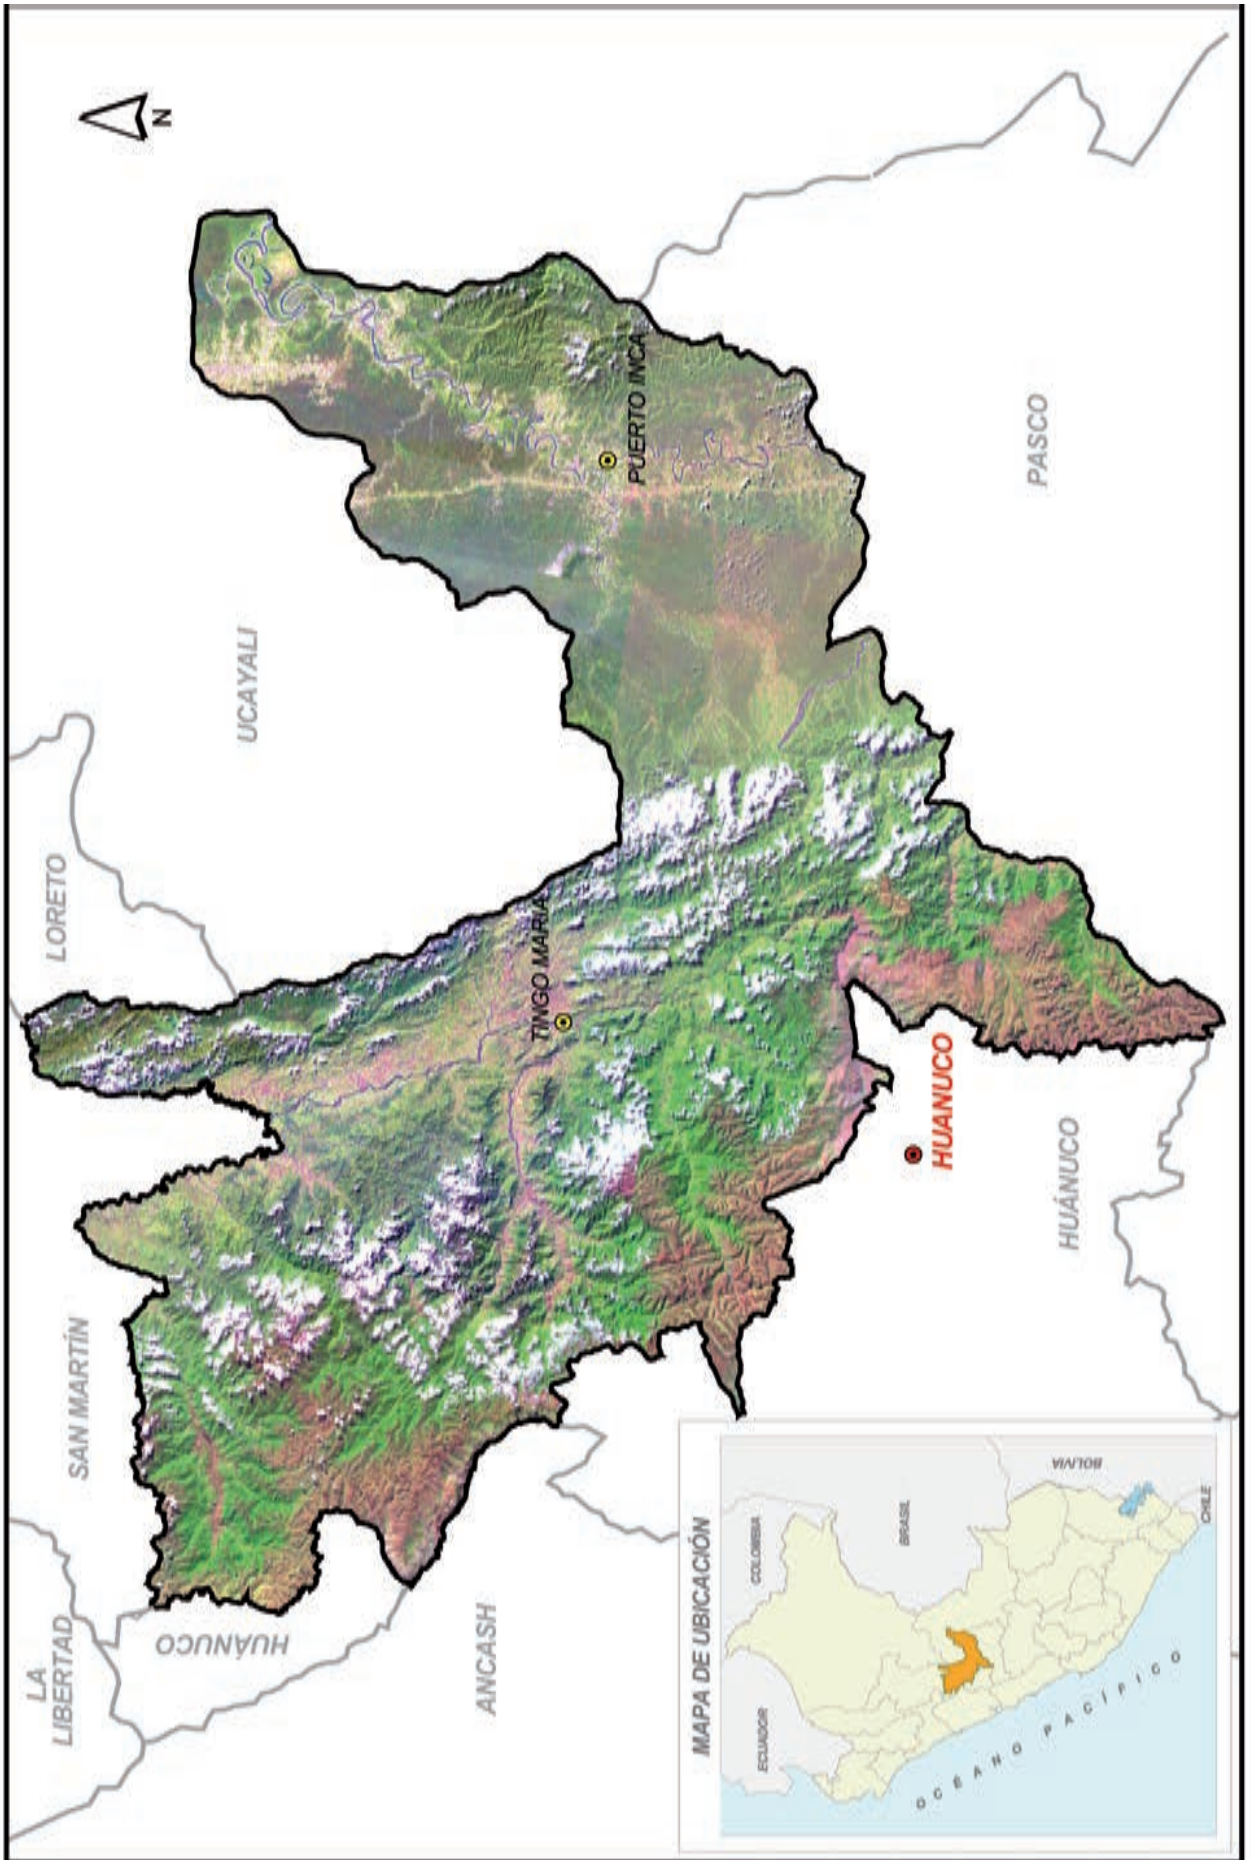 N
LA
LIBERTAD
SAN MARTÍN
LORETO
UCAYALI
HUÁNUCO
TINGO MARIA
PUERTO INCA
ANCASH
HUANUCO
HUÁNUCO
PASCO
MAPA DE UBICACIÓN
ECUADOR
COLOMBIA
BRASIL
BOLIVIA
CHILE
OCÉANO PACÍFICO